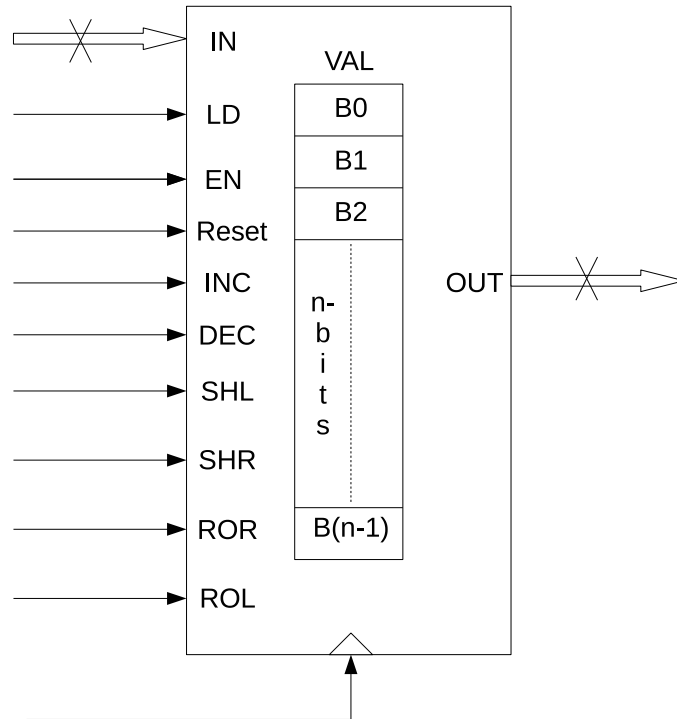 IN
LD
EN
Reset
INC
DEC
SHL
SHR
ROR
ROL
VAL
B0
B1
B2
n-
b
i
t
s
B(n-1)
OUT